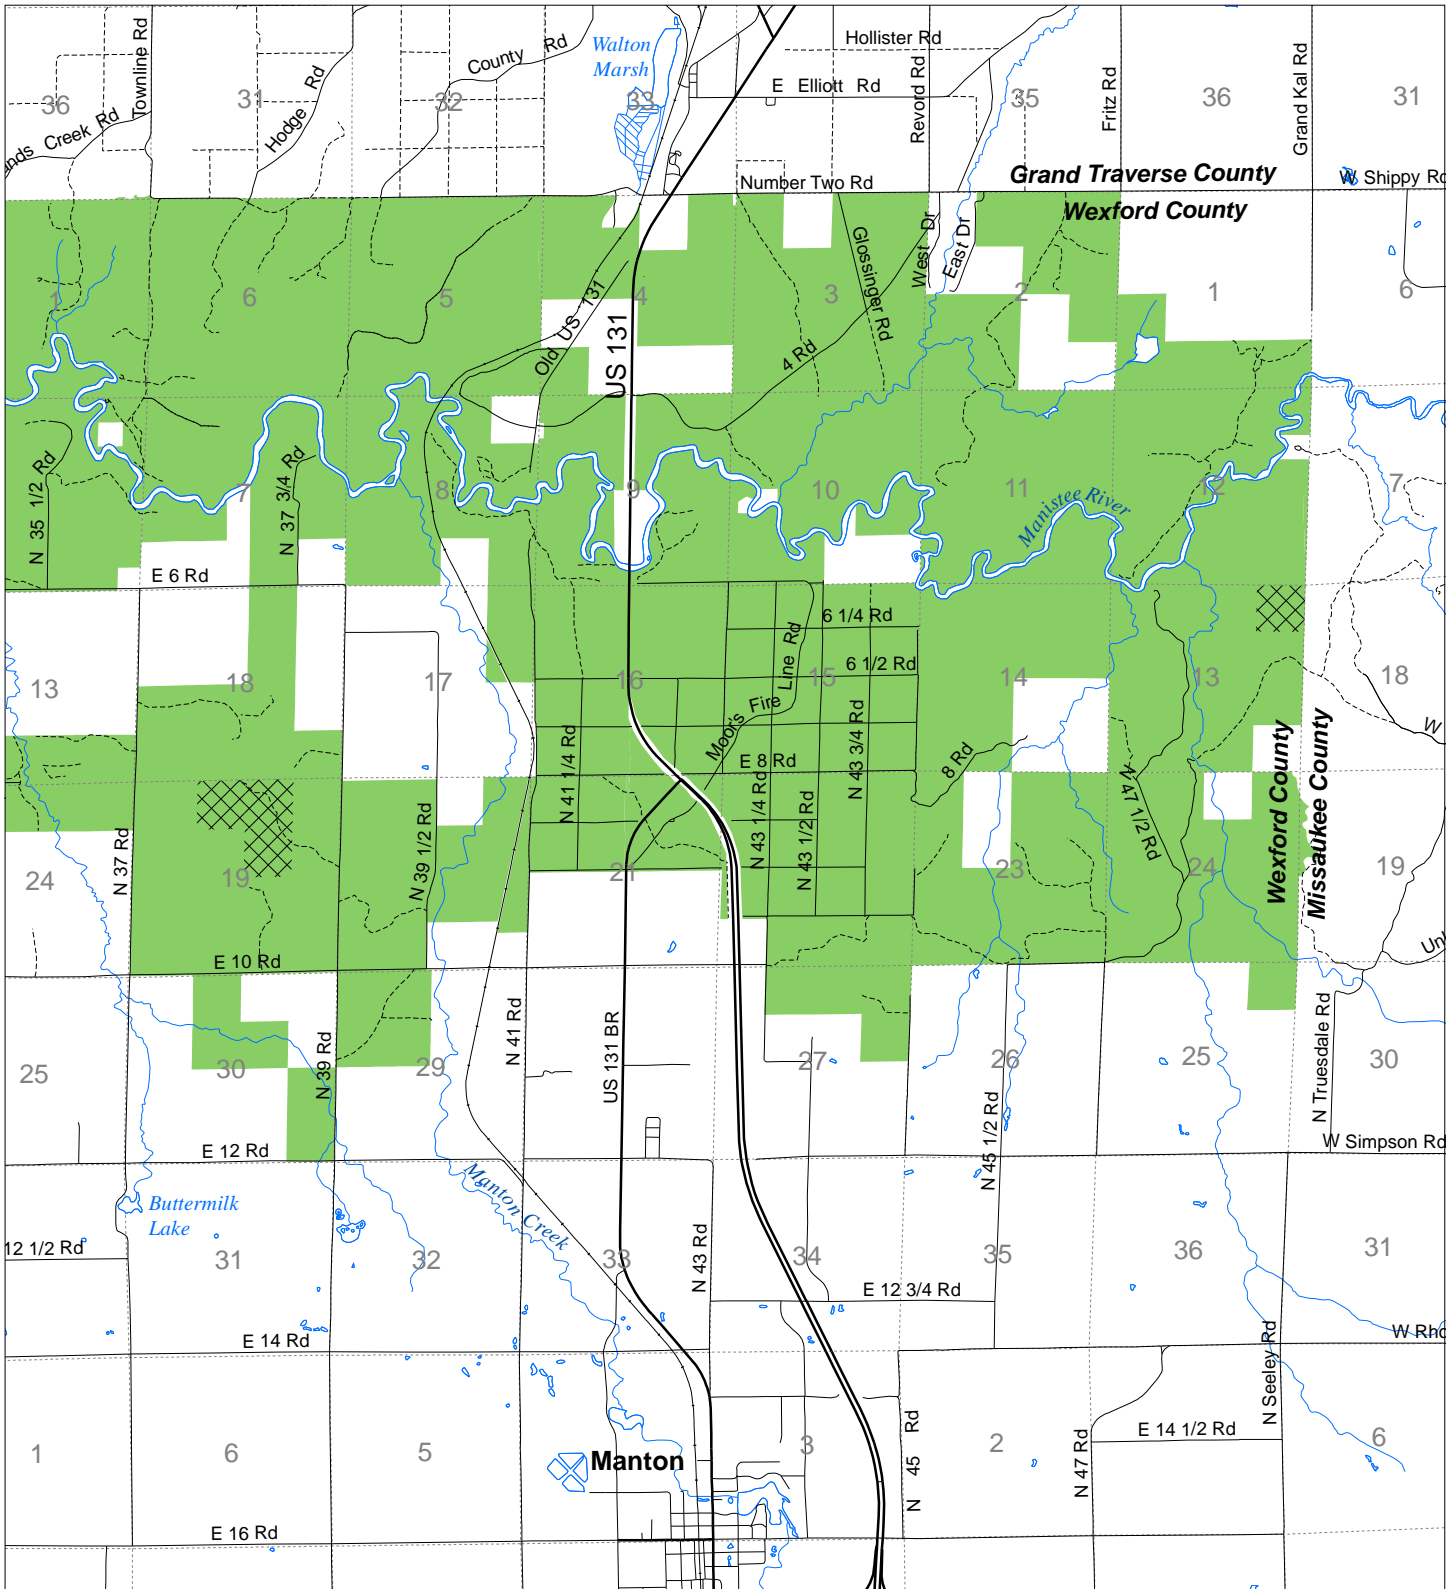 Townline Rd
County Rd
Walton
Marsh
Hollister Rd
E Elliott Rd
Revord Rd
Fritz Rd
Grand Kal Rd
Hodge Rd
ands Creek Rd
36
31
32
33
35
36
31
Number Two Rd
Grand Traverse County
Wexford County
W Shippy Rd
West Dr
East Dr
Glossinger Rd
1
6
5
4
3
2
1
6
Old US 131
US 131
4 Rd
N 35 1/2 Rd
N 37 3/4 Rd
7
8
9
10
11
12
7
Manistee River
E 6 Rd
6 1/4 Rd
6 1/2 Rd
Moor's Fire Line Rd
13
18
17
16
15
14
13
18
W
N 41 1/4 Rd
N 43 3/4 Rd
E 8 Rd
8 Rd
N 43 1/4 Rd
N 43 1/2 Rd
N 47 1/2 Rd
Wexford County
Missaukee County
N 37 Rd
N 39 1/2 Rd
24
19
21
23
24
19
E 10 Rd
Unl
N 41 Rd
US 131 BR
N 39 Rd
N Truesdale Rd
25
30
29
27
26
25
30
N 45 1/2 Rd
E 12 Rd
W Simpson Rd
Manton Creek
Buttermilk
Lake
12 1/2 Rd
31
32
33
N 43 Rd
34
35
36
31
E 12 3/4 Rd
E 14 Rd
W Rho
N Seeley Rd
1
6
5
Manton
3
N 45 Rd
2
N 47 Rd
E 14 1/2 Rd
6
E 16 Rd